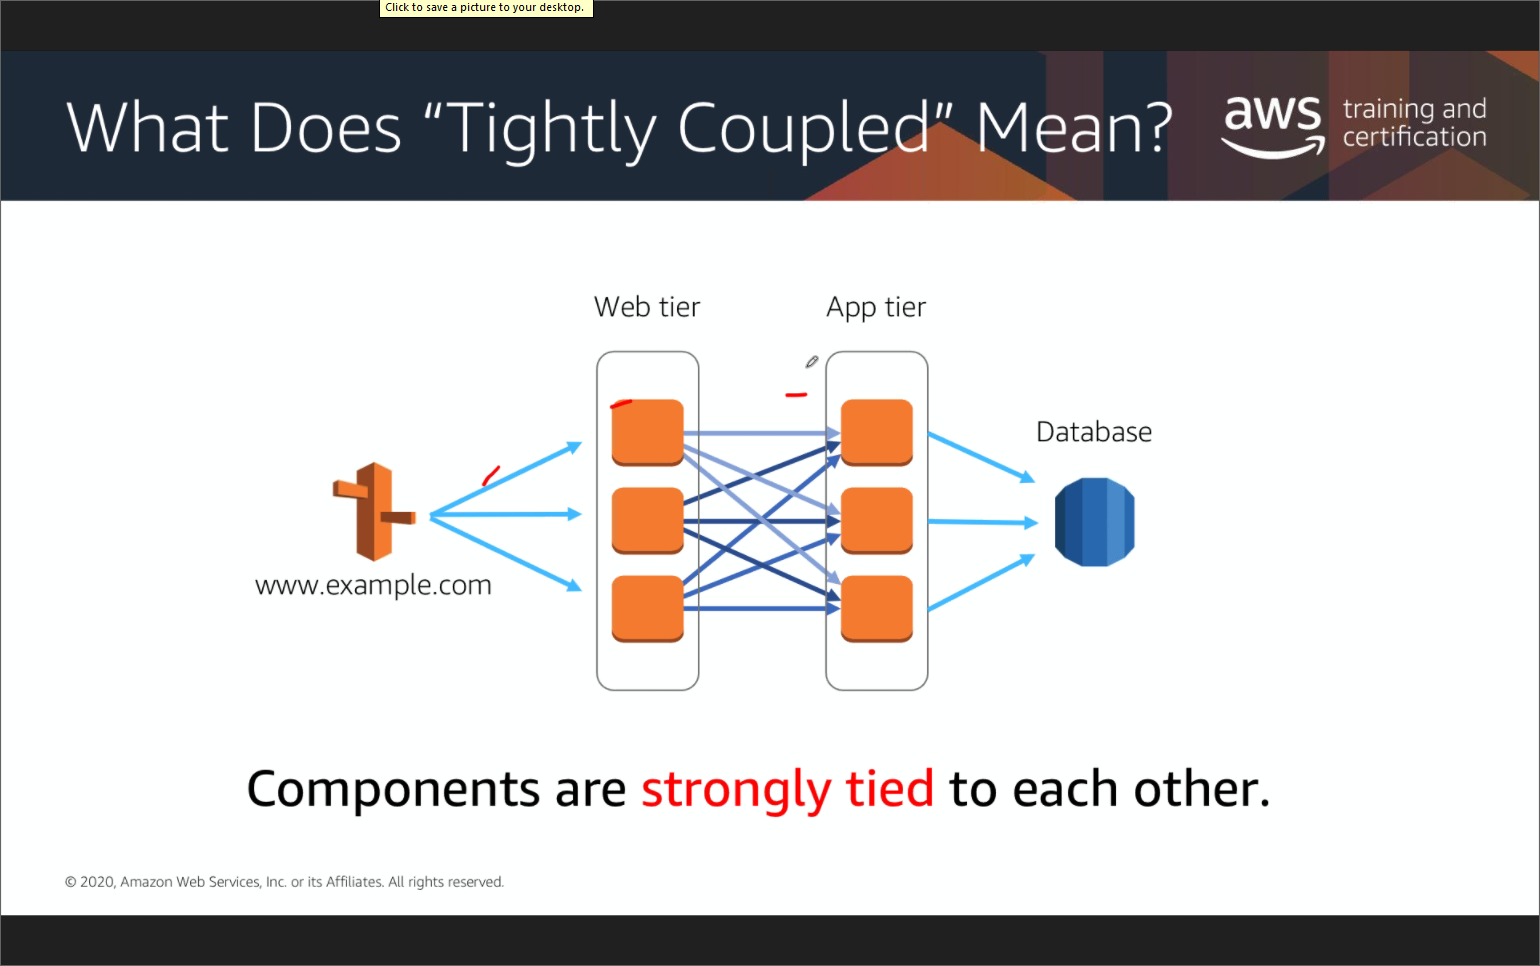 Click to save a picture to your desktop.
What Does “Tightly Coupled” Mean?
aws
training and
certification
Web tier
App tier
Database
www.example.com
Components are strongly tied to each other.
© 2020, Amazon Web Services, Inc. or its Affiliates. All rights reserved.